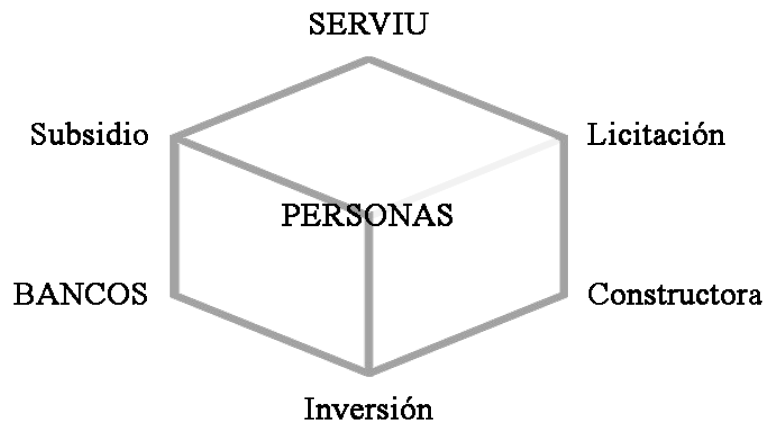 SERVIU
Subsidio
Licitación
PERSONAS
BANCOS
Constructora
Inversión